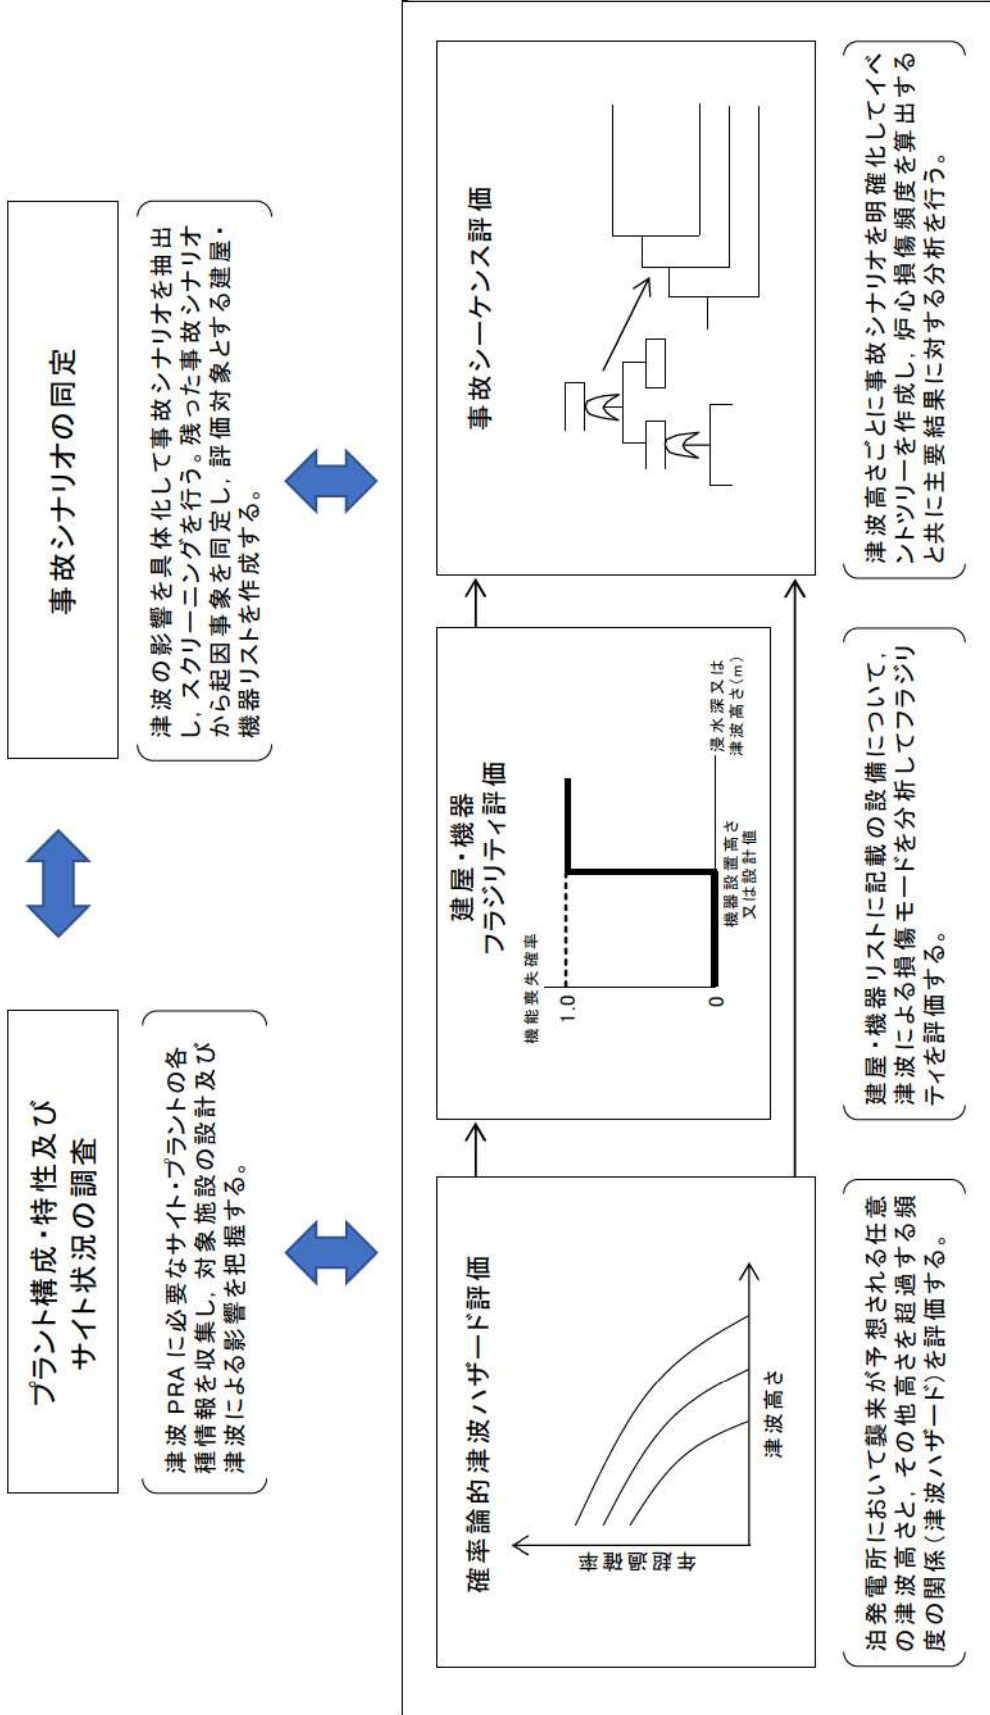 プラント構成・特性及び
サイト状況の調査
津波 PRA に必要なサイト・プラントの各
種情報を収集し，対象施設の設計及び
津波による影響を把握する。
事故シナリオの同定
津波の影響を具体化して事故シナリオを抽出
し，スクリーニングを行う。残った事故シナリオ
から起因事象を同定し，評価対象とする建屋・
機器リストを作成する。
確率論的津波ハザード評価
年超過確率
津波高さ
泊発電所において襲来が予想される任意
の津波高さと，その他高さを超過する頻
度の関係（津波ハザード）を評価する。
建屋・機器
フラジリティ評価
機能喪失確率
1.0
0
機器設置高さ
又は設計値
浸水深又は
津波高さ(m)
建屋・機器リストに記載の設備について，
津波による損傷モードを分析してフラジリ
ティを評価する。
事故シーケンス評価
津波高さごとに事故シナリオを明確化してイベ
ントツリーを作成し，炉心損傷頻度を算出する
と共に主要結果に対する分析を行う。